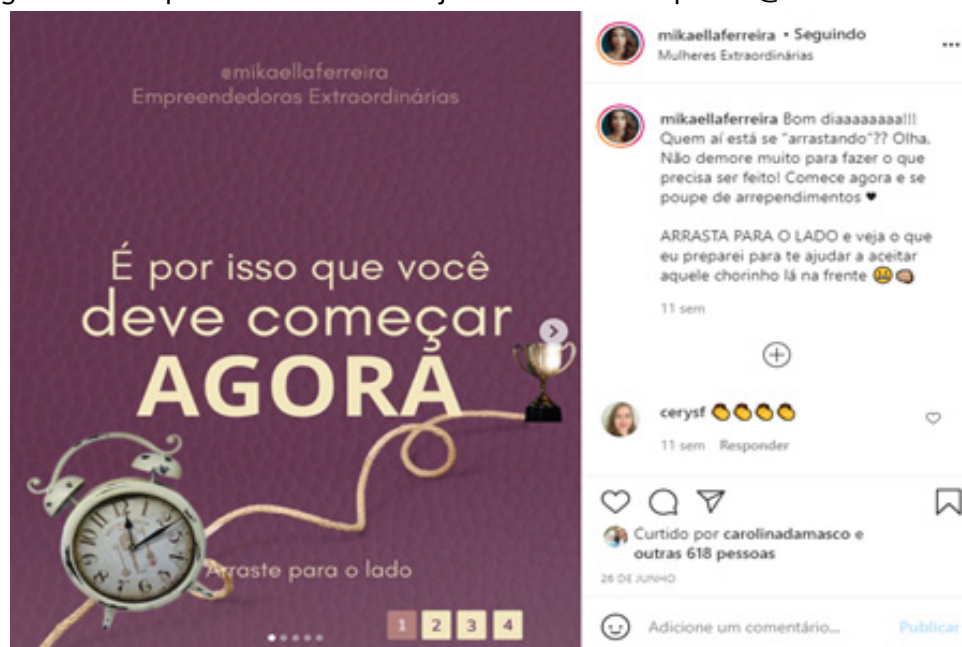 @mikaellaferreira
Empreendedoras Extraordinárias
É por isso que você
deve começar
AGORA
Arraste para o lado
1 2 3 4
mikaellaferreira • Seguindo
Mulheres Extraordinárias
mikaellaferreira Bom diaaaaaaaa!!!
Quem aí está se "arrastando"?? Olha.
Não demore muito para fazer o que
precisa ser feito! Comece agora e se
poupe de arrependimentos ♥
ARRASTA PARA O LADO e veja o que
eu preparei para te ajudar a aceitar
aquele chorinho lá na frente 😫👊🏽
11 sem
cerysf 👏👏👏👏
11 sem Responder
Curtido por carolinadamasco e
outras 618 pessoas
26 DE JUNHO
Adicione um comentário... Publicar